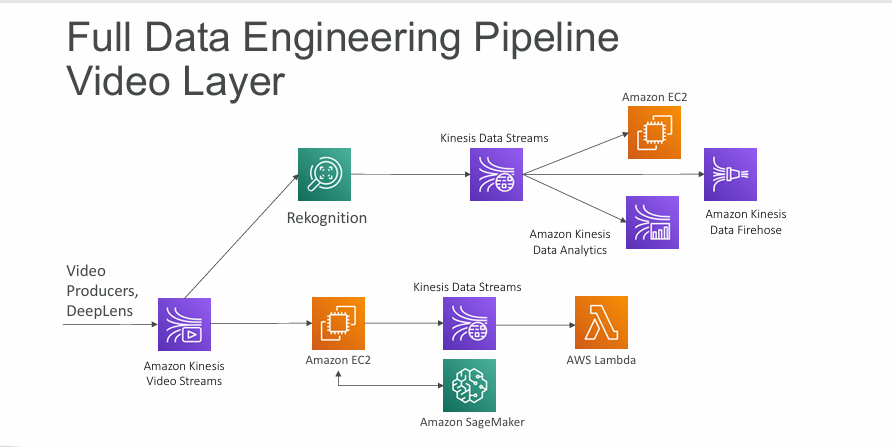 Full Data Engineering Pipeline
Video Layer
Amazon EC2
Kinesis Data Streams
Rekognition
Amazon Kinesis
Data Firehose
Amazon Kinesis
Data Analytics
Video
Producers,
DeepLens
Kinesis Data Streams
Amazon Kinesis
Video Streams
Amazon EC2
AWS Lambda
Amazon SageMaker